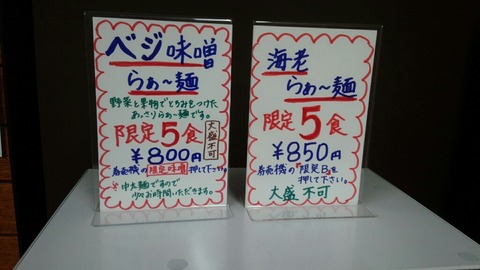 ベジ味噌
らぁ〜麺
野菜と果物でとろみをつけた
あっさりらぁ〜麺です。
限定5食
大盛不可
¥800円
券売機の限定味噌押して下さい。
※中太麺ですので
少々お時間いただきます。
海老
らぁ〜麺
限定5食
¥850円
券売機の"限定B"を
押して下さい。
大盛不可